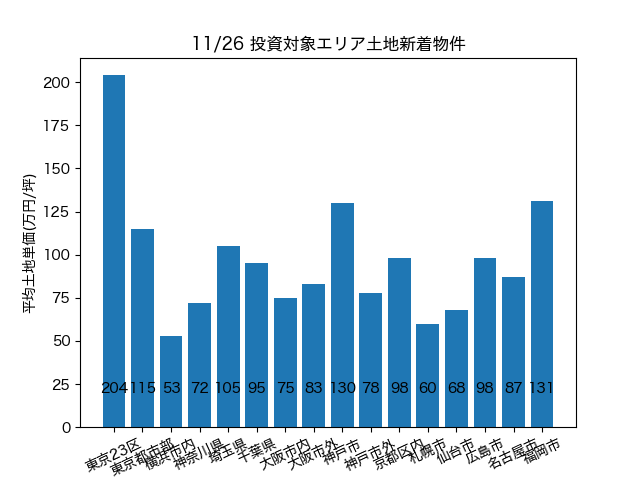 11/26 投資対象エリア土地新着物件
平均土地単価(万円/坪)
200
175
150
125
100
75
50
25
0
204 115 53 72 105 95 75 83 130 78 98 60 68 98 87 131
東京23区
東京都市部
横浜市内
神奈川県
埼玉県
千葉県
大阪市内
大阪市外
神戸市
神戸市外
京都区内
札幌市
仙台市
広島市
名古屋市
福岡市